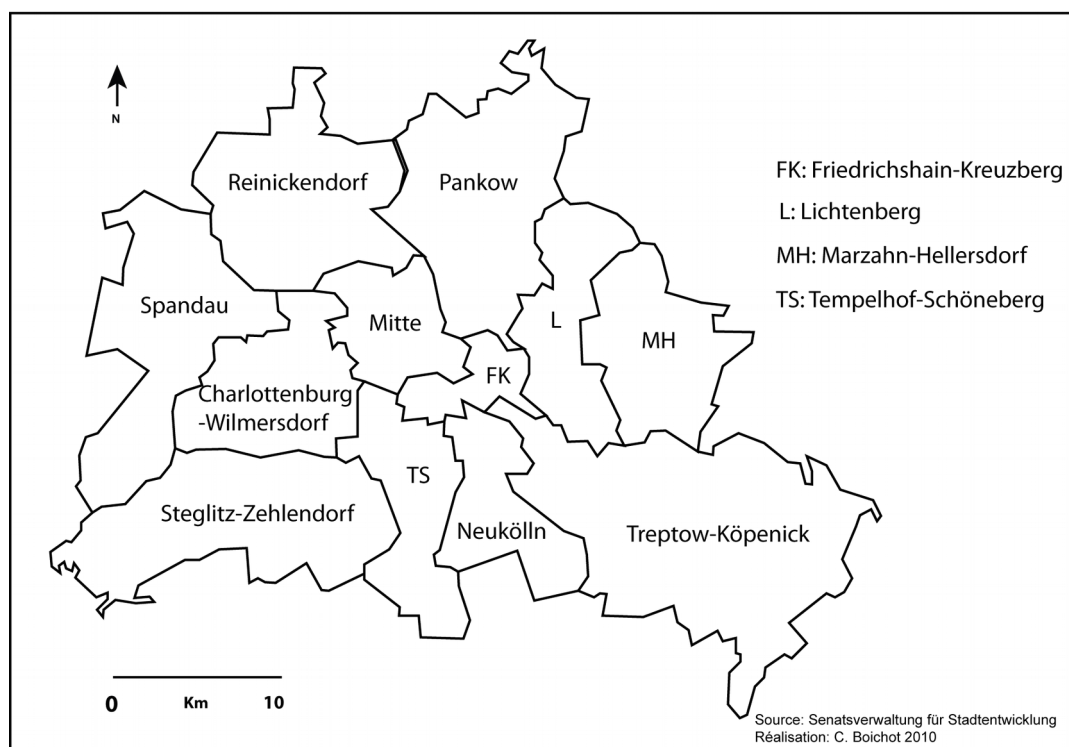 N
Reinickendorf
Pankow
FK: Friedrichshain-Kreuzberg
L: Lichtenberg
MH: Marzahn-Hellersdorf
TS: Tempelhof-Schöneberg
Spandau
Mitte
L
MH
FK
Charlottenburg
-Wilmersdorf
TS
Steglitz-Zehlendorf
Neukölln
Treptow-Köpenick
0 Km 10
Source: Senatsverwaltung für Stadtentwicklung
Réalisation: C. Boichot 2010